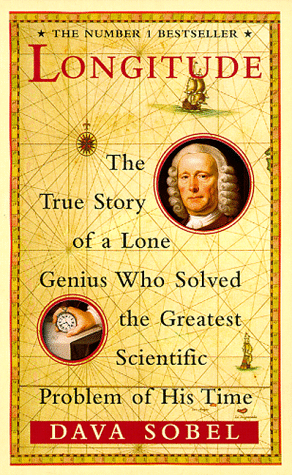 ★ THE NUMBER 1 BESTSELLER ★
LONGITUDE
The
True Story
of a Lone
Genius Who Solved
the Greatest
Scientific
Problem of His Time
DAVA SOBEL